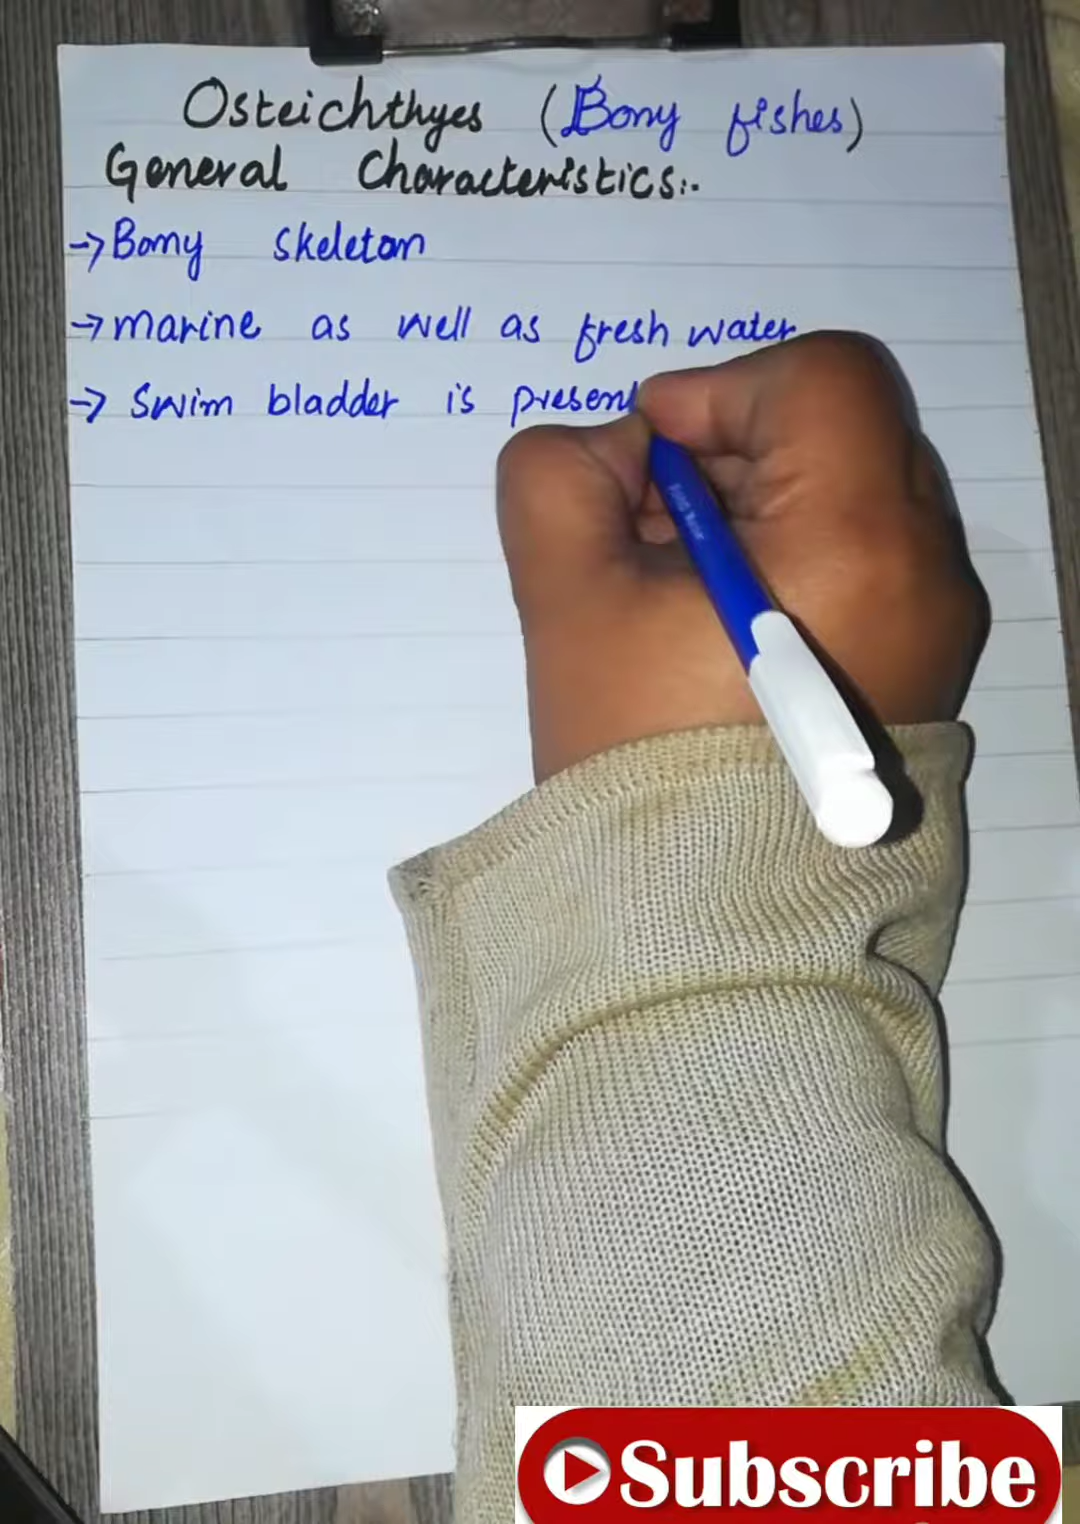 Osteichthyes (Bony fishes)
General Characteristics:-
→ Bony skeleton
→ marine as well as fresh water
→ Swim bladder is present
Subscribe